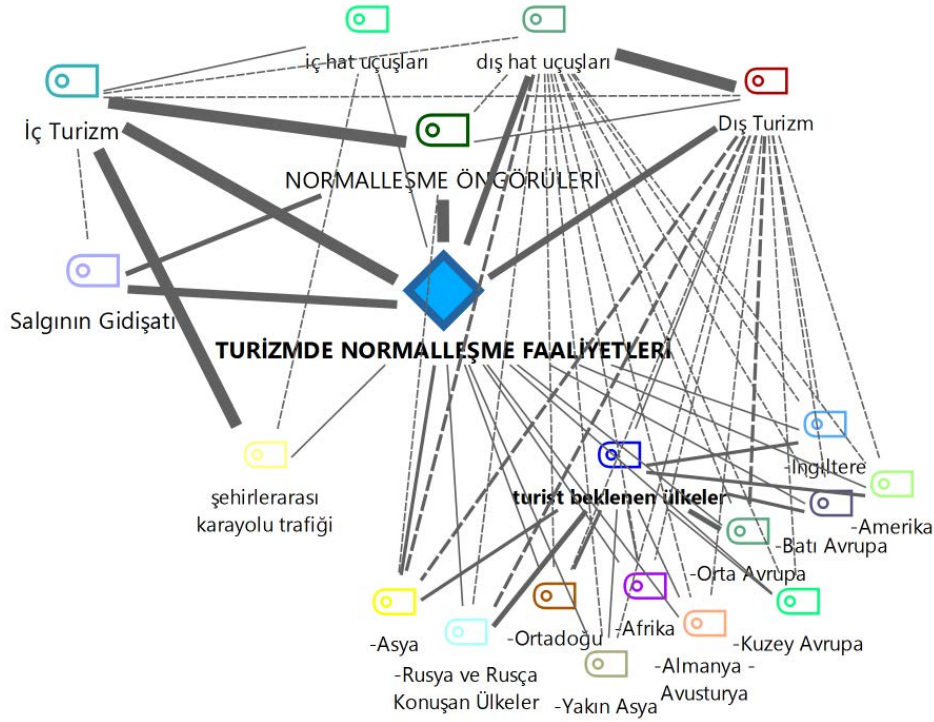 iç hat uçuşları
dış hat uçuşları
İç Turizm
Dış Turizm
NORMALLEŞME ÖNGÖRÜLERİ
Salgının Gidişatı
TURİZMDE NORMALLEŞME FAALİYETLERİ
-İngiltere
şehirlerarası
karayolu trafiği
turist beklenen ülkeler
-Amerika
-Batı Avrupa
-Orta Avrupa
-Asya
-Rusya ve Rusça
Konuşan Ülkeler
-Ortadoğu
-Afrika
-Kuzey Avrupa
-Yakın Asya
-Almanya -
Avusturya